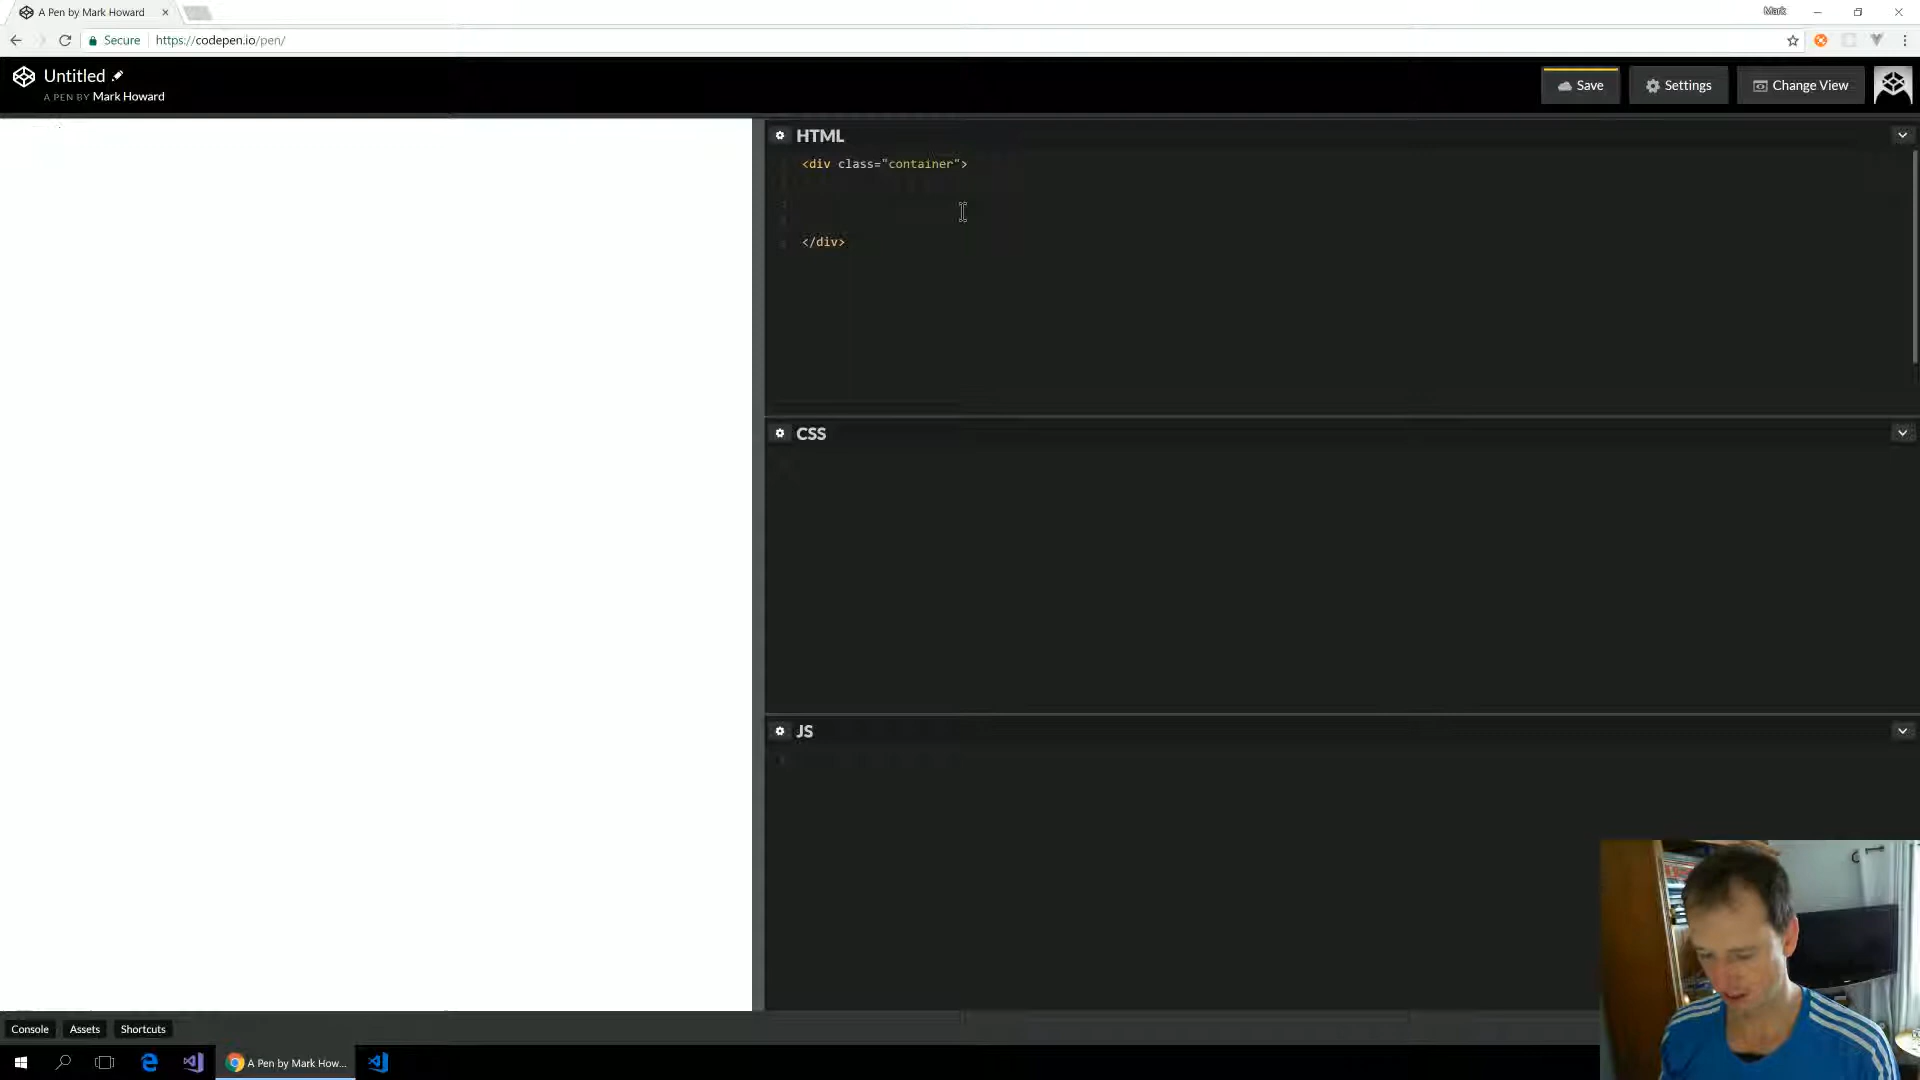 A Pen by Mark Howard
Mark
Secure
https://codepen.io/pen/
Untitled
A PEN BY Mark Howard
Save
Settings
Change View
HTML
<div class="container">
</div>
CSS
JS
Console
Assets
Shortcuts
A Pen by Mark How...